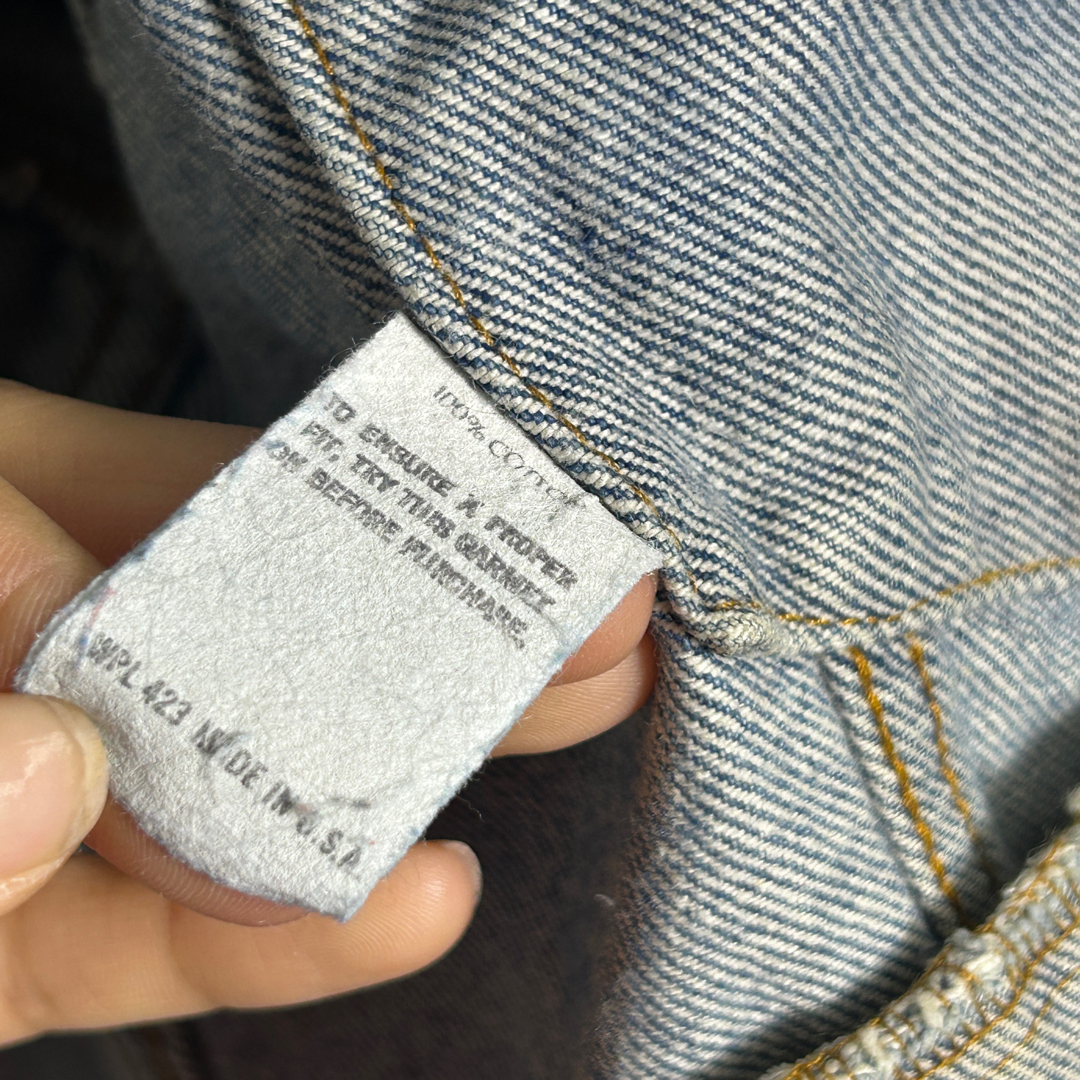 100% COTTON
TO ENSURE A PROPER
FIT, TRY THIS GARMENT
ON BEFORE PURCHASE.
WPL 423 MADE IN U.S.A